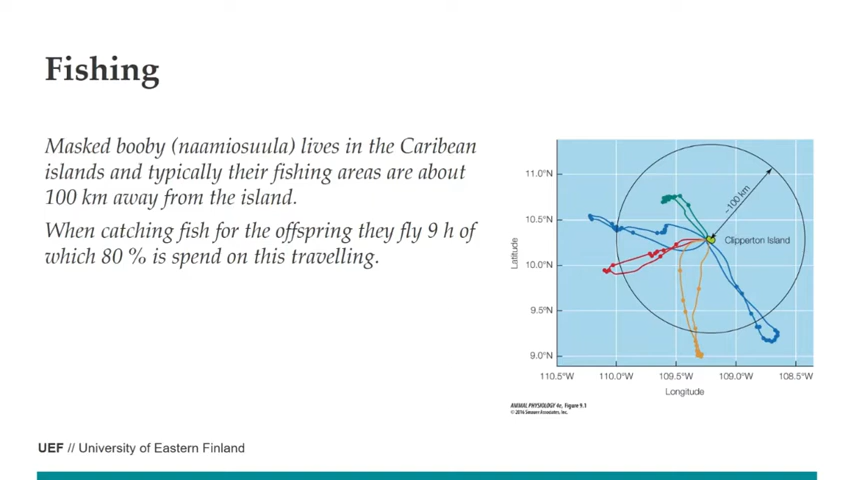 Fishing
Masked booby (naamiosuula) lives in the Caribean
islands and typically their fishing areas are about
100 km away from the island.
When catching fish for the offspring they fly 9 h of
which 80 % is spend on this travelling.
11.0°N
10.5°N
10.0°N
9.5°N
9.0°N
Latitude
~100 km
Clipperton Island
110.5°W 110.0°W 109.5°W 109.0°W 108.5°W
Longitude
ANIMAL PHYSIOLOGY 4e, Figure 9.1
© 2016 Sinauer Associates, Inc.
UEF // University of Eastern Finland